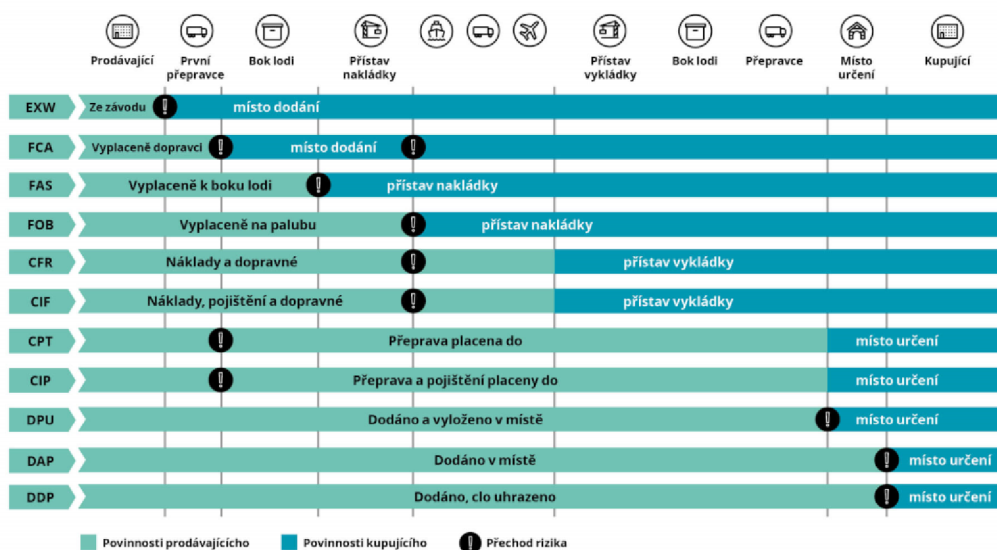 Prodávající
První
přepravce
Bok lodi
Přístav
nakládky
Přístav
vykládky
Bok lodi
Přepravce
Místo
určení
Kupující
EXW Ze závodu místo dodání
FCA Vyplaceně dopravci místo dodání
FAS Vyplaceně k boku lodi přístav nakládky
FOB Vyplaceně na palubu přístav nakládky
CFR Náklady a dopravné přístav vykládky
CIF Náklady, pojištění a dopravné přístav vykládky
CPT Přeprava placena do místo určení
CIP Přeprava a pojištění placeny do místo určení
DPU Dodáno a vyloženo v místě místo určení
DAP Dodáno v místě místo určení
DDP Dodáno, clo uhrazeno místo určení
Povinnosti prodávajícícho Povinnosti kupujícího Přechod rizika